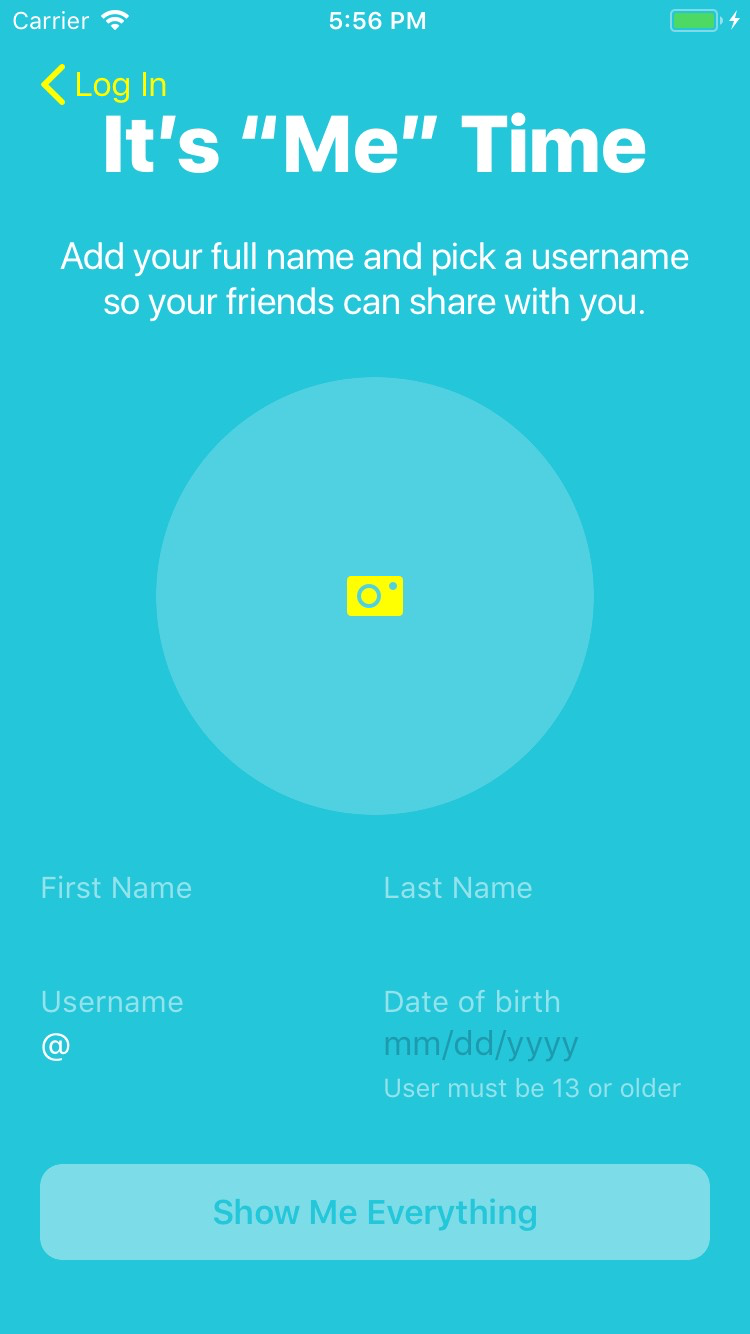 Carrier 5:56 PM
Log In
It’s “Me” Time
Add your full name and pick a username
so your friends can share with you.
First Name Last Name
Username Date of birth
@ mm/dd/yyyy
User must be 13 or older
Show Me Everything